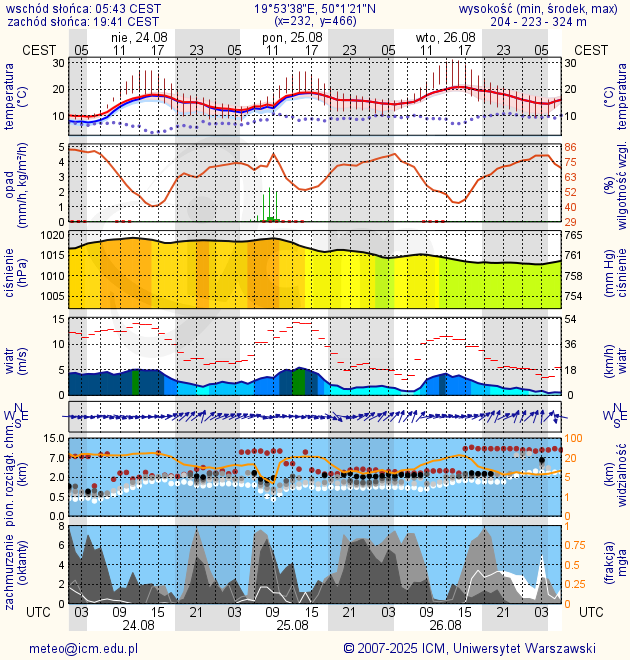 wschód słońca: 05:43 CEST 19°53'38"E, 50°1'21"N wysokość (min, środek, max)
zachód słońca: 19:41 CEST (x=232, y=466) 204 - 223 - 324 m
nie, 24.08 pon, 25.08 wto, 26.08
CEST 05 11 17 23 05 11 17 23 05 11 17 23 05 CEST
temperatura (°C) 30 20 10 30 20 10 temperatura (°C)
opad (mm/h, kg/m²/h) 5 4 3 2 1 0 86 73 65 52 40 29 (%) wilgotność wzgl.
ciśnienie (hPa) 1020 1015 1010 1005 765 761 758 754 (mm Hg) ciśnienie
wiatr (m/s) 15 10 5 0 54 36 18 0 (km/h) wiatr
N W E S N W E S
pion. rozciągł. chm. (km) 15.0 7.0 2.0 0.5 0.0 100 20 5 1 0 (km) widzialność
zachmurzenie (oktanty) 8 6 4 2 0 1 0.75 0.5 0.25 0 (frakcja) mgła
UTC 03 09 15 21 03 09 15 21 03 09 15 21 03 UTC
24.08 25.08 26.08
meteo@icm.edu.pl © 2007-2025 ICM, Uniwersytet Warszawski